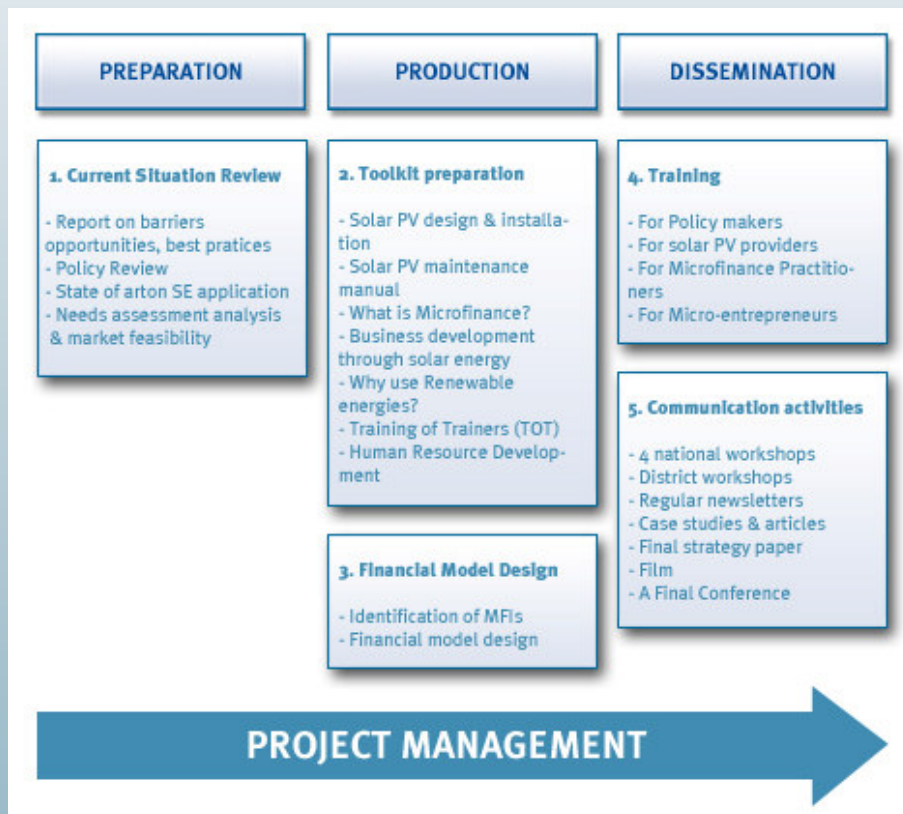 PREPARATION
1. Current Situation Review
- Report on barriers
opportunities, best pratices
- Policy Review
- State of arton SE application
- Needs assessment analysis
& market feasibility
PRODUCTION
2. Toolkit preparation
- Solar PV design & installa-
tion
- Solar PV maintenance
manual
- What is Microfinance?
- Business development
through solar energy
- Why use Renewable
energies?
- Training of Trainers (TOT)
- Human Resource Develop-
ment
3. Financial Model Design
- Identification of MFIs
- Financial model design
DISSEMINATION
4. Training
- For Policy makers
- For solar PV providers
- For Microfinance Practitio-
ners
- For Micro-entrepreneurs
5. Communication activities
- 4 national workshops
- District workshops
- Regular newsletters
- Case studies & articles
- Final strategy paper
- Film
- A Final Conference
PROJECT MANAGEMENT